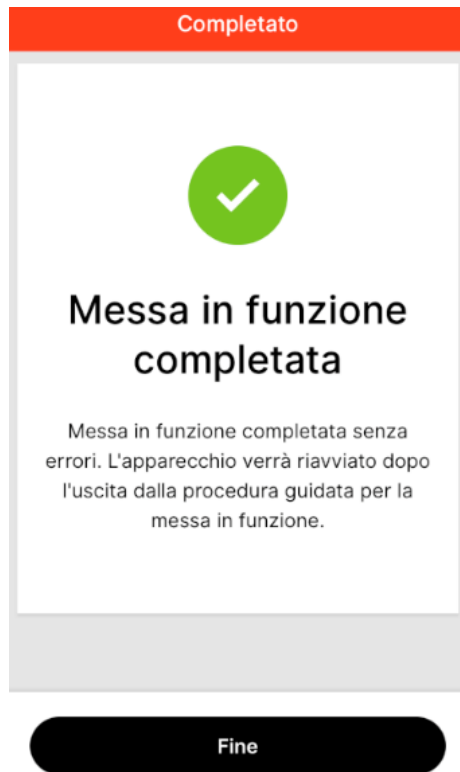 Completato
Messa in funzione
completata
Messa in funzione completata senza
errori. L'apparecchio verrà riavviato dopo
l'uscita dalla procedura guidata per la
messa in funzione.
Fine